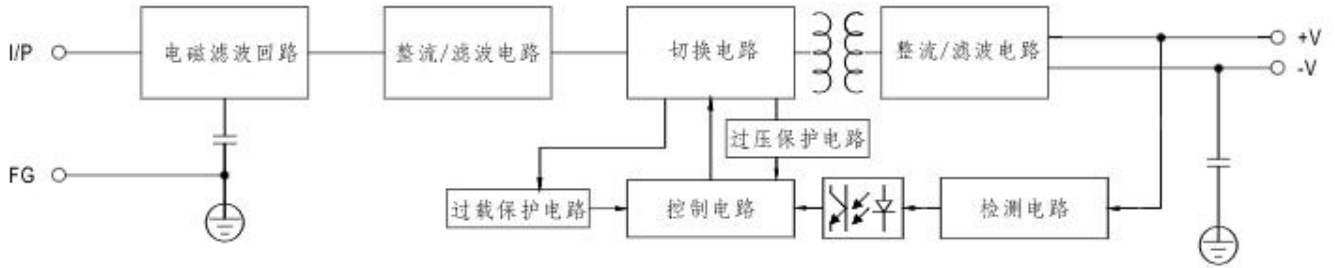 I/P
电磁滤波回路
整流/滤波电路
切换电路
整流/滤波电路
+V
-V
过压保护电路
FG
过载保护电路
控制电路
检测电路